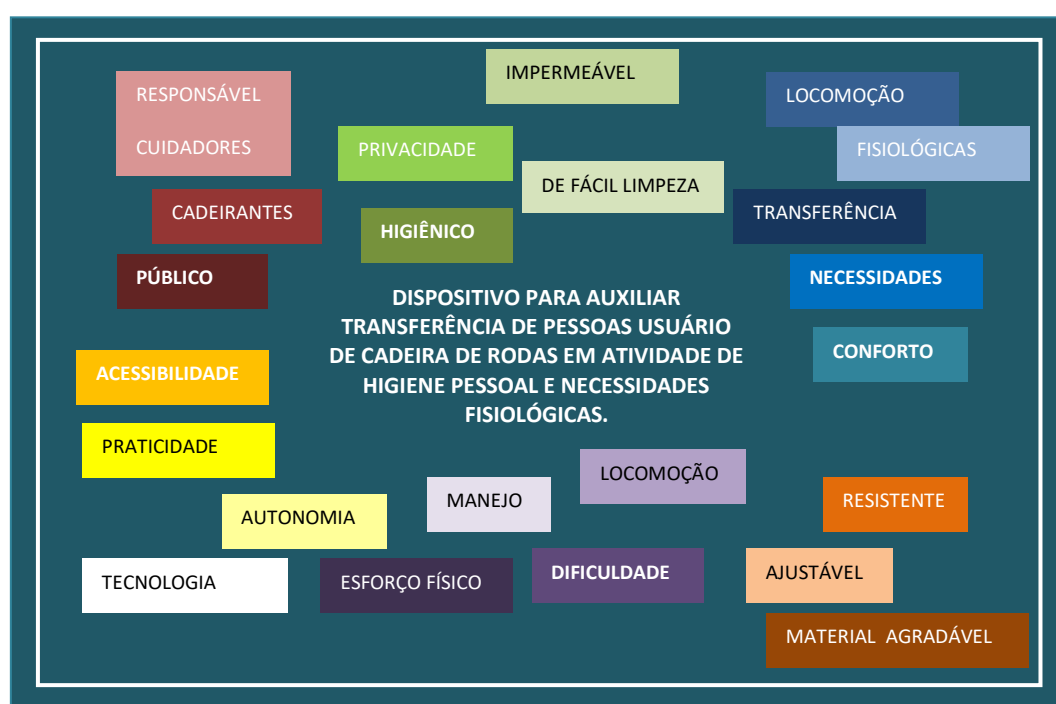 IMPERMEÁVEL
RESPONSÁVEL
LOCOMOÇÃO
CUIDADORES
PRIVACIDADE
FISIOLÓGICAS
DE FÁCIL LIMPEZA
CADEIRANTES
TRANSFERÊNCIA
HIGIÊNICO
PÚBLICO
NECESSIDADES
DISPOSITIVO PARA AUXILIAR
TRANSFERÊNCIA DE PESSOAS USUÁRIO
DE CADEIRA DE RODAS EM ATIVIDADE DE
HIGIENE PESSOAL E NECESSIDADES
FISIOLÓGICAS.
CONFORTO
ACESSIBILIDADE
PRATICIDADE
LOCOMOÇÃO
MANEJO
RESISTENTE
AUTONOMIA
TECNOLOGIA
ESFORÇO FÍSICO
DIFICULDADE
AJUSTÁVEL
MATERIAL AGRADÁVEL